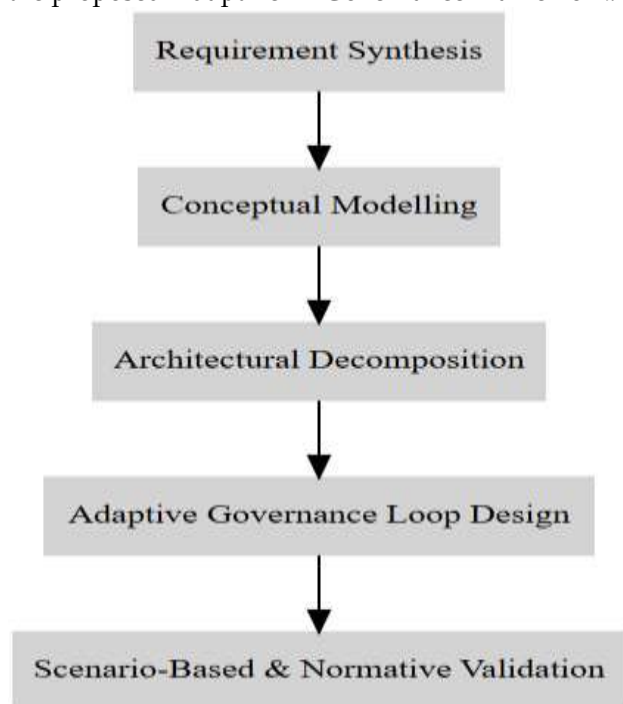 Requirement Synthesis
Conceptual Modelling
Architectural Decomposition
Adaptive Governance Loop Design
Scenario-Based & Normative Validation